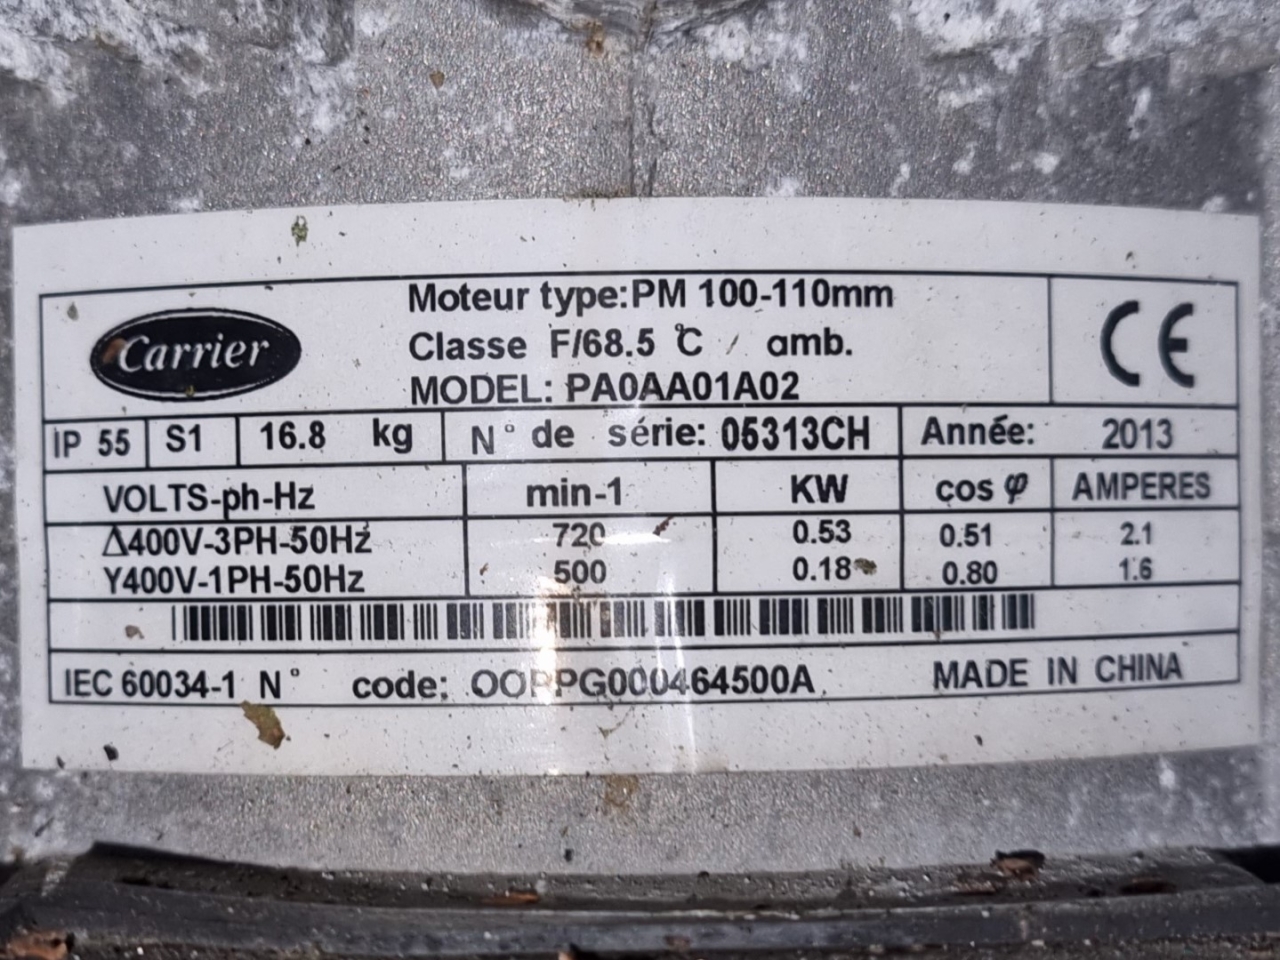 Carrier
Moteur type:PM 100-110mm
Classe F/68.5 ℃ / amb.
MODEL: PA0AA01A02
CE
IP 55 S1 16.8 kg N° de série: 05313CH Année: 2013
VOLTS-ph-Hz min-1 KW cos φ AMPERES
Δ400V-3PH-50Hz 720 0.53 0.51 2.1
Y400V-1PH-50Hz 500 0.18 0.80 1.6
IEC 60034-1 N° code: OOPPG000464500A MADE IN CHINA